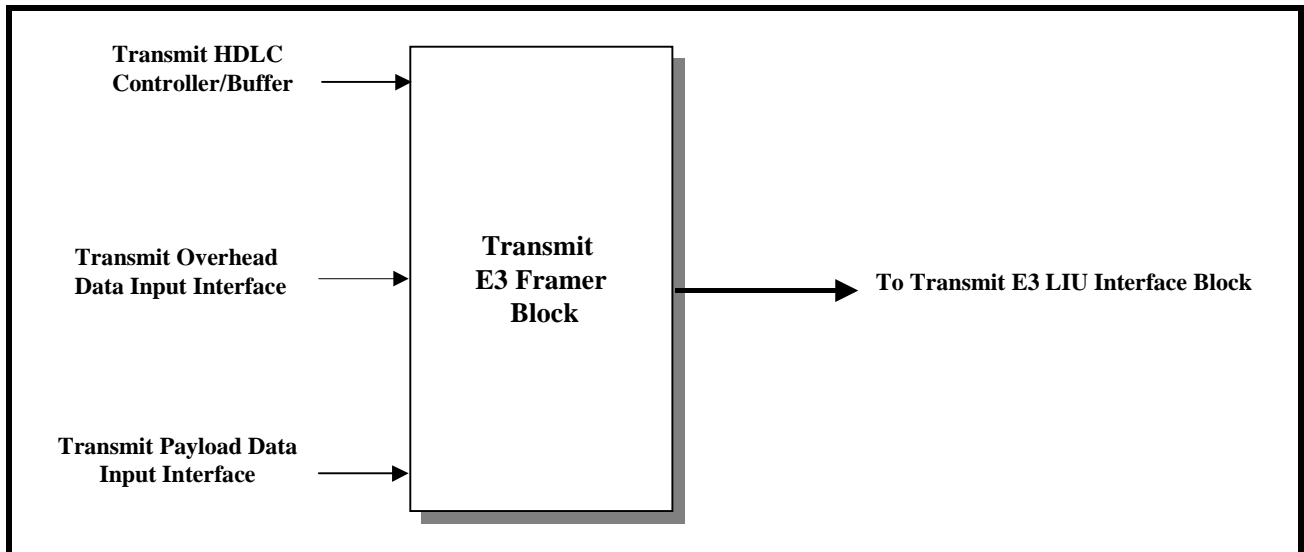 Transmit HDLC
Controller/Buffer
Transmit Overhead
Data Input Interface
Transmit Payload Data
Input Interface
Transmit
E3 Framer
Block
To Transmit E3 LIU Interface Block